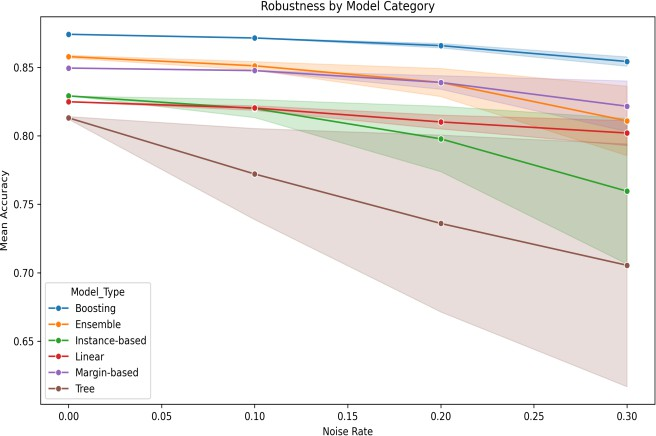 Robustness by Model Category
Mean Accuracy
0.85
0.80
0.75
0.70
0.65
Model_Type
Boosting
Ensemble
Instance-based
Linear
Margin-based
Tree
0.00 0.05 0.10 0.15 0.20 0.25 0.30
Noise Rate